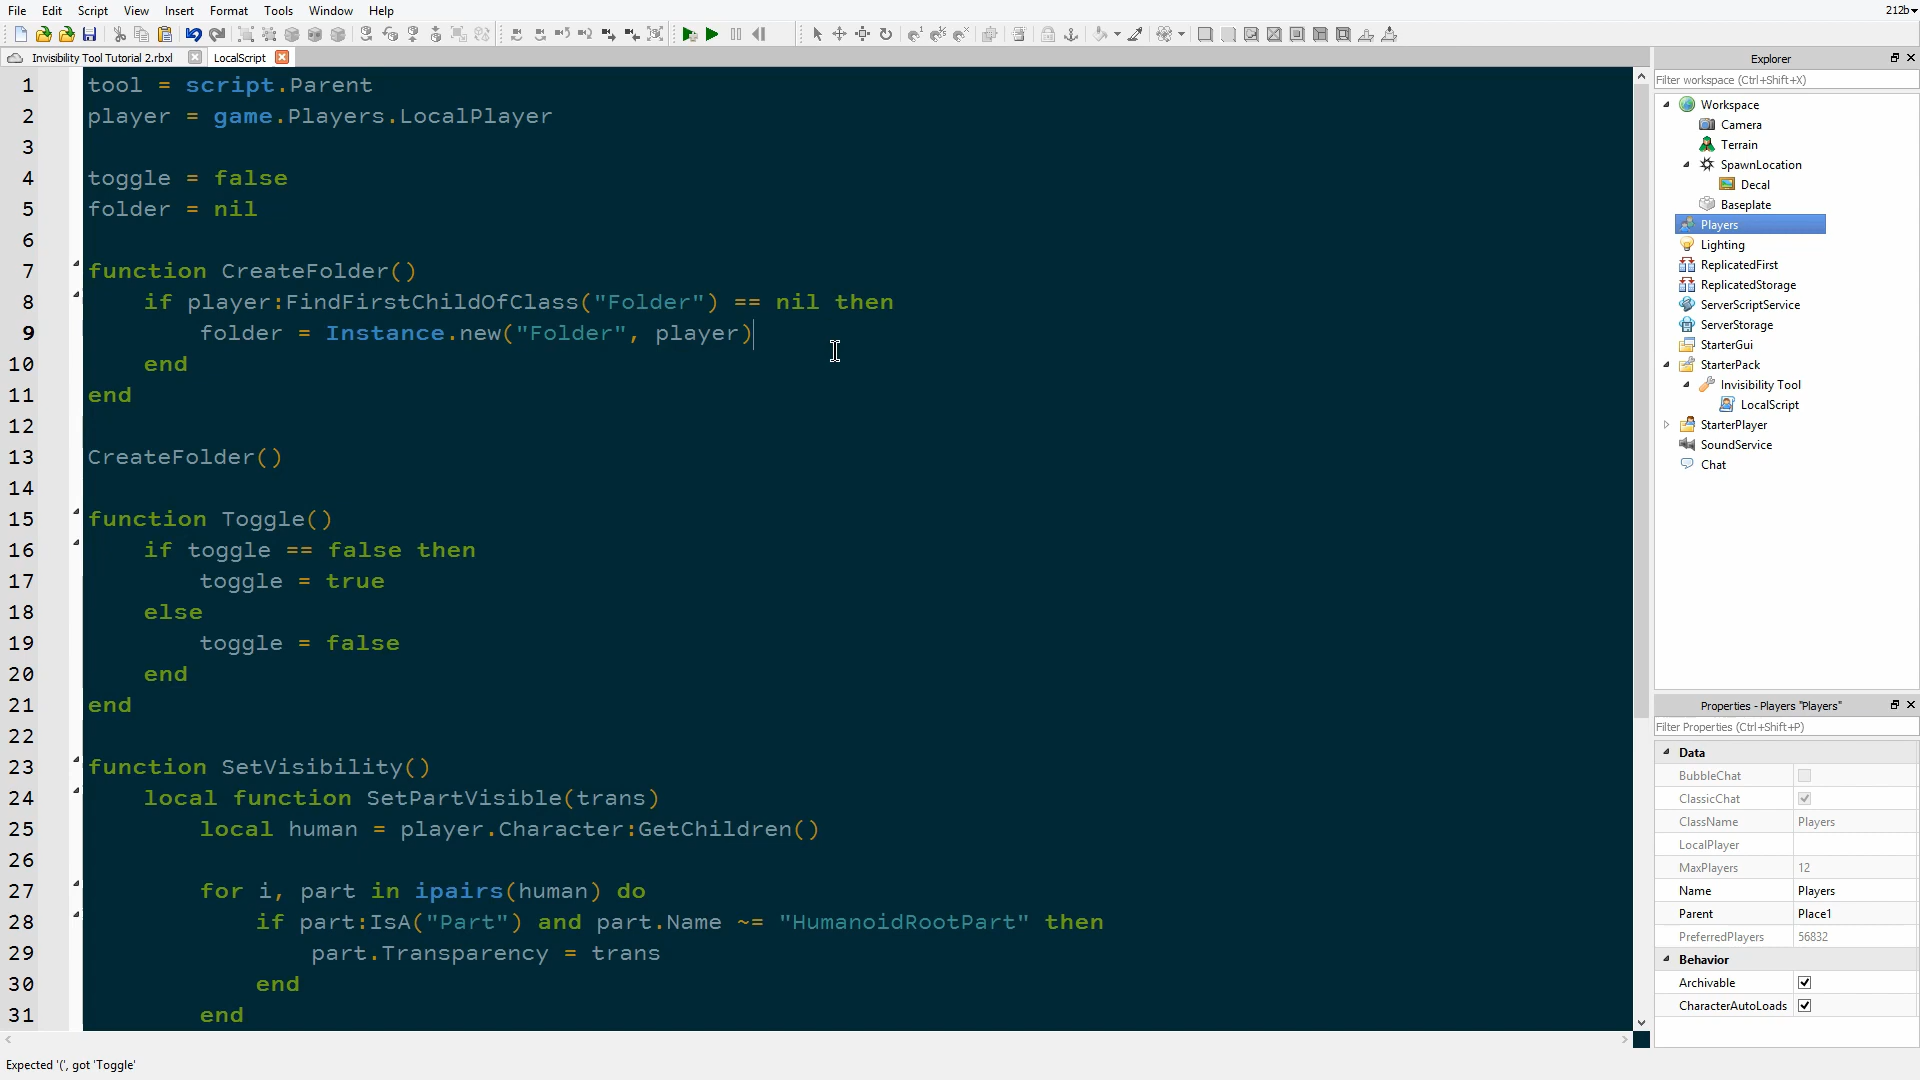 File Edit Script View Insert Format Tools Window Help 212b
Invisibility Tool Tutorial 2.rbxl LocalScript
1 tool = script.Parent
2 player = game.Players.LocalPlayer
3
4 toggle = false
5 folder = nil
6
7 function CreateFolder()
8 if player:FindFirstChildOfClass("Folder") == nil then
9 folder = Instance.new("Folder", player)
10 end
11 end
12
13 CreateFolder()
14
15 function Toggle()
16 if toggle == false then
17 toggle = true
18 else
19 toggle = false
20 end
21 end
22
23 function SetVisibility()
24 local function SetPartVisible(trans)
25 local human = player.Character:GetChildren()
26
27 for i, part in ipairs(human) do
28 if part:IsA("Part") and part.Name ~= "HumanoidRootPart" then
29 part.Transparency = trans
30 end
31 end
Expected '(', got 'Toggle'
Explorer
Filter workspace (Ctrl+Shift+X)
Workspace
Camera
Terrain
SpawnLocation
Decal
Baseplate
Players
Lighting
ReplicatedFirst
ReplicatedStorage
ServerScriptService
ServerStorage
StarterGui
StarterPack
Invisibility Tool
LocalScript
StarterPlayer
SoundService
Chat
Properties - Players "Players"
Filter Properties (Ctrl+Shift+P)
Data
BubbleChat
ClassicChat
ClassName Players
LocalPlayer
MaxPlayers 12
Name Players
Parent Place1
PreferredPlayers 56832
Behavior
Archivable
CharacterAutoLoads